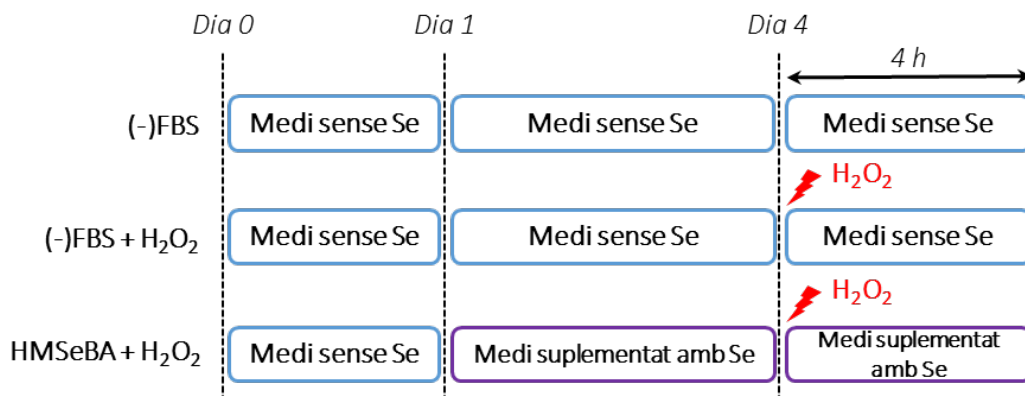 Dia 0 Dia 1 Dia 4
4 h
(-)FBS Medi sense Se Medi sense Se Medi sense Se
H₂O₂
(-)FBS + H₂O₂ Medi sense Se Medi sense Se Medi sense Se
H₂O₂
HMSeBA + H₂O₂ Medi sense Se Medi suplementat amb Se Medi suplementat
amb Se